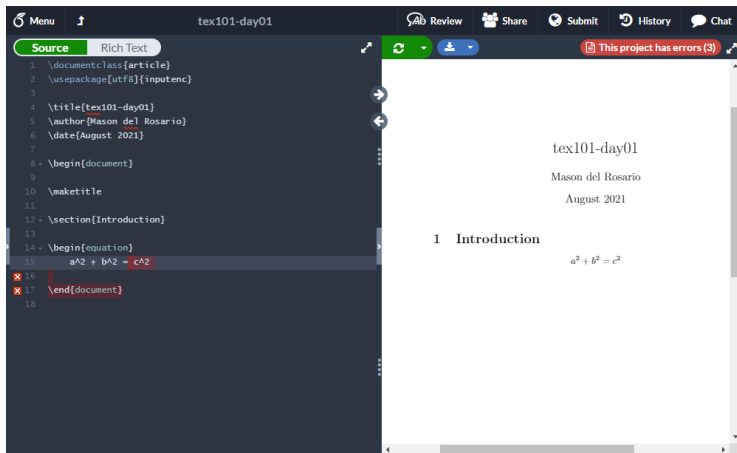 Menu
tex101-day01
Review
Share
Submit
History
Chat
Source
Rich Text
This project has errors (3)
1 \documentclass{article}
2 \usepackage[utf8]{inputenc}
3
4 \title{tex101-day01}
5 \author{Mason del Rosario}
6 \date{August 2021}
7
8 \begin{document}
9
10 \maketitle
11
12 \section{Introduction}
13
14 \begin{equation}
15 a^2 + b^2 = c^2
16
17 \end{document}
18
tex101-day01
Mason del Rosario
August 2021
1 Introduction
a² + b² = c²